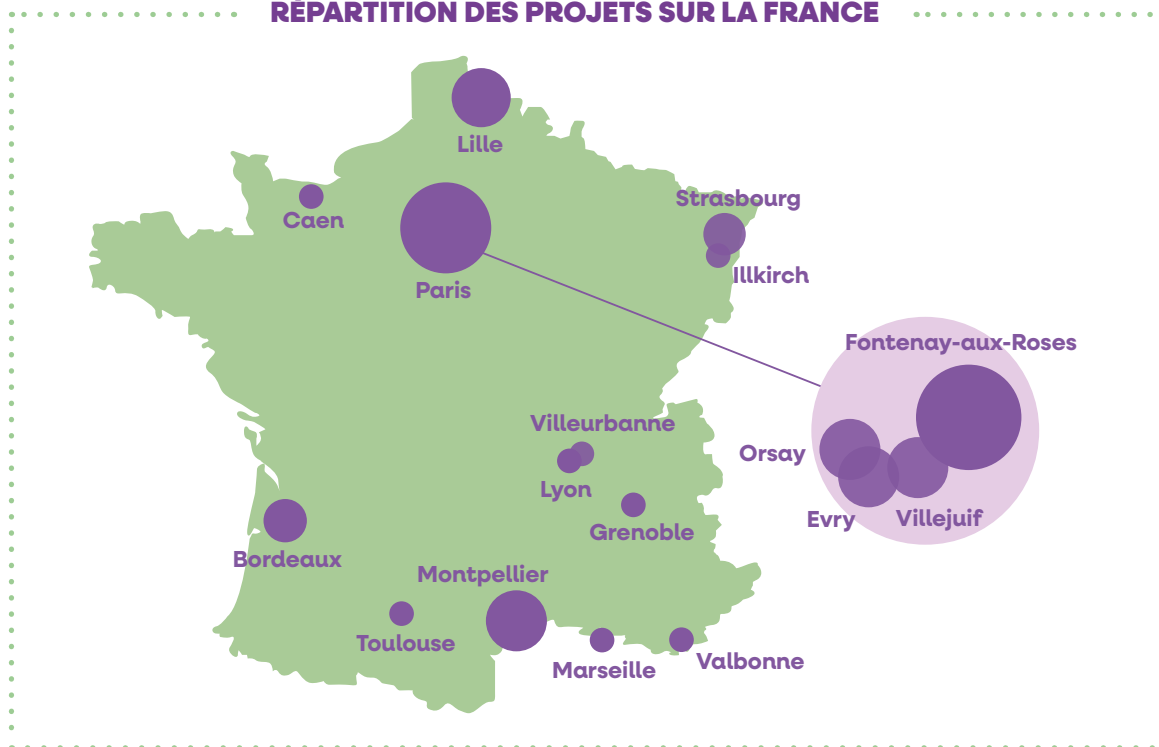 RÉPARTITION DES PROJETS SUR LA FRANCE
Lille
Strasbourg
Caen
Illkirch
Paris
Fontenay-aux-Roses
Villeurbanne
Orsay
Lyon
Evry
Villejuif
Grenoble
Bordeaux
Montpellier
Toulouse
Marseille
Valbonne